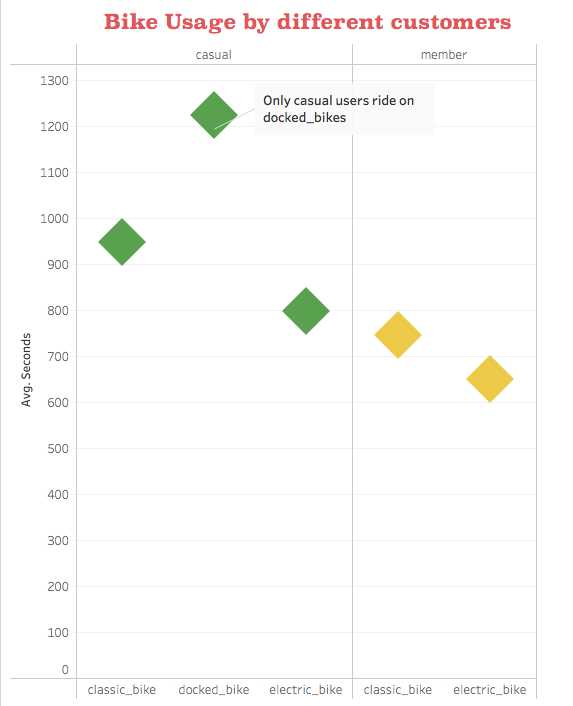 Bike Usage by different customers
casual member
Only casual users ride on
docked_bikes
Avg. Seconds
1300
1200
1100
1000
900
800
700
600
500
400
300
200
100
0
classic_bike docked_bike electric_bike classic_bike electric_bike